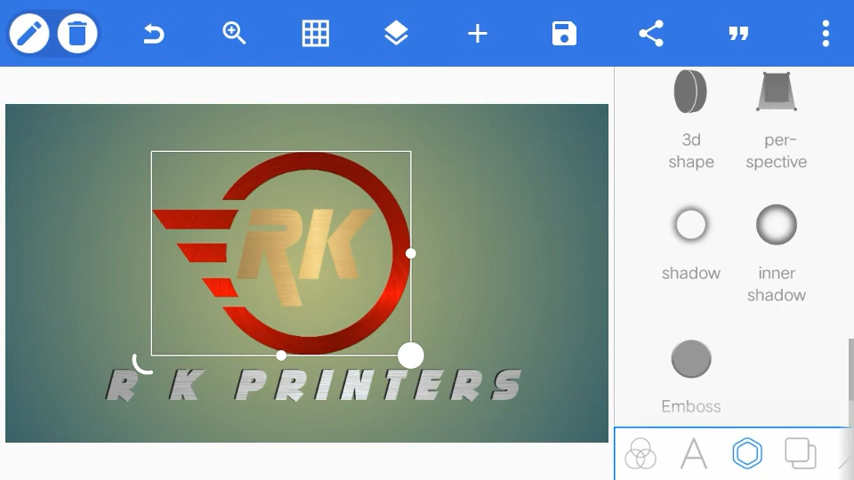 3d
shape
per-
spective
shadow
inner
shadow
Emboss
RK
R K PRINTERS
A